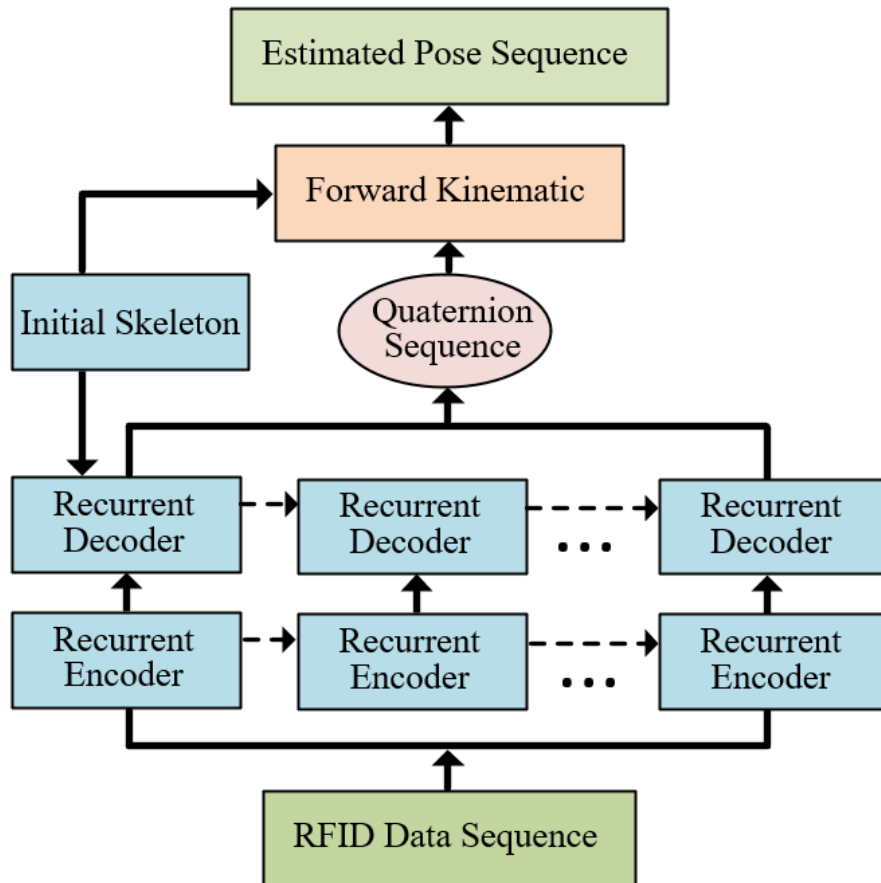 Estimated Pose Sequence
Forward Kinematic
Initial Skeleton
Quaternion
Sequence
Recurrent
Decoder
Recurrent
Decoder
...
Recurrent
Decoder
Recurrent
Encoder
Recurrent
Encoder
...
Recurrent
Encoder
RFID Data Sequence